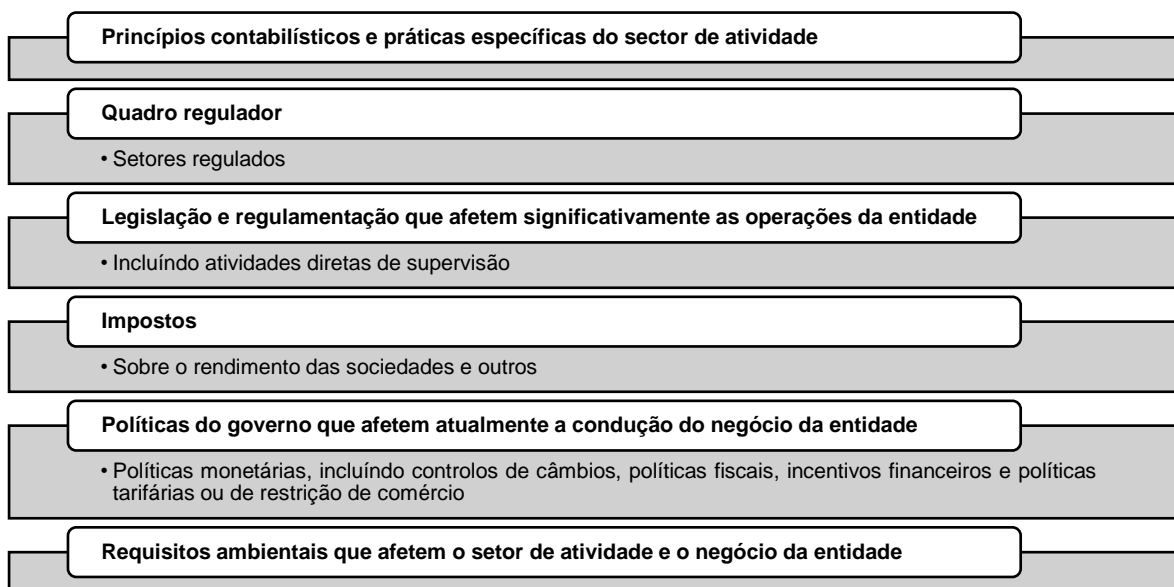 Princípios contabilísticos e práticas específicas do sector de atividade
Quadro regulador
• Setores regulados
Legislação e regulamentação que afetem significativamente as operações da entidade
• Incluíndo atividades diretas de supervisão
Impostos
• Sobre o rendimento das sociedades e outros
Políticas do governo que afetem atualmente a condução do negócio da entidade
• Políticas monetárias, incluíndo controlos de câmbios, políticas fiscais, incentivos financeiros e políticas
tarifárias ou de restrição de comércio
Requisitos ambientais que afetem o setor de atividade e o negócio da entidade